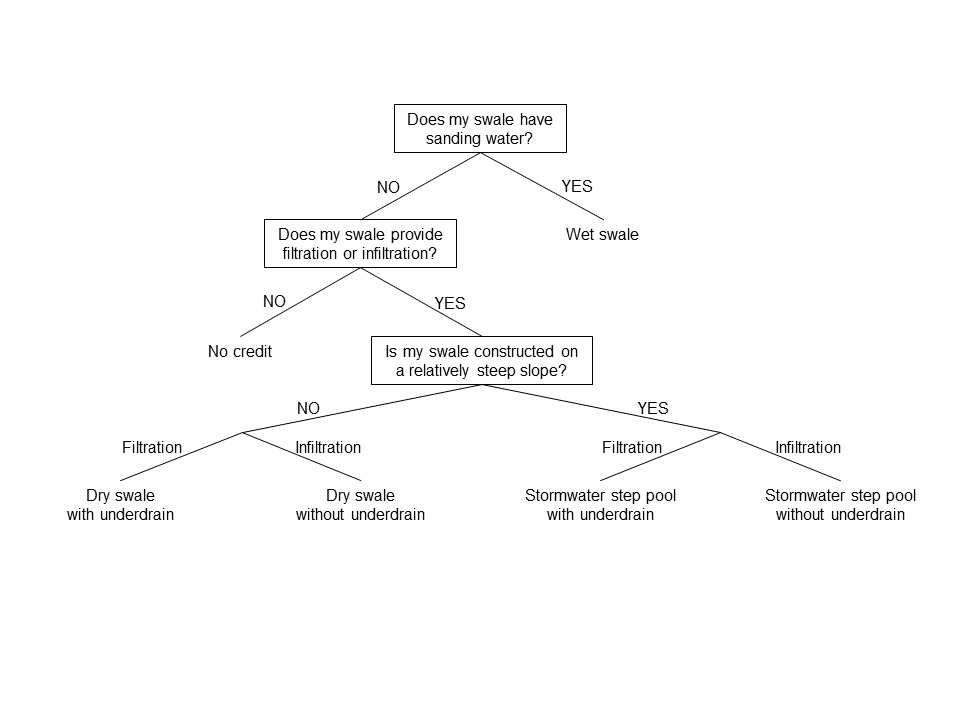 Does my swale have
sanding water?
NO
YES
Does my swale provide
filtration or infiltration?
Wet swale
NO
YES
No credit
Is my swale constructed on
a relatively steep slope?
NO
YES
Filtration
Infiltration
Filtration
Infiltration
Dry swale
with underdrain
Dry swale
without underdrain
Stormwater step pool
with underdrain
Stormwater step pool
without underdrain